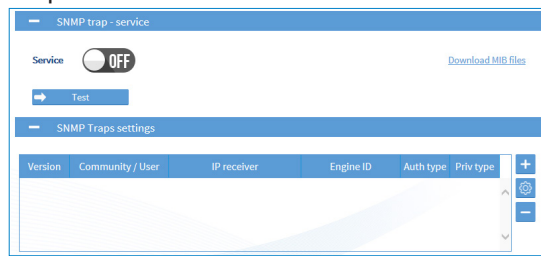 SNMP trap - service
Service OFF Download MIB files
Test
SNMP Traps settings
Version Community / User IP receiver Engine ID Auth type Priv type